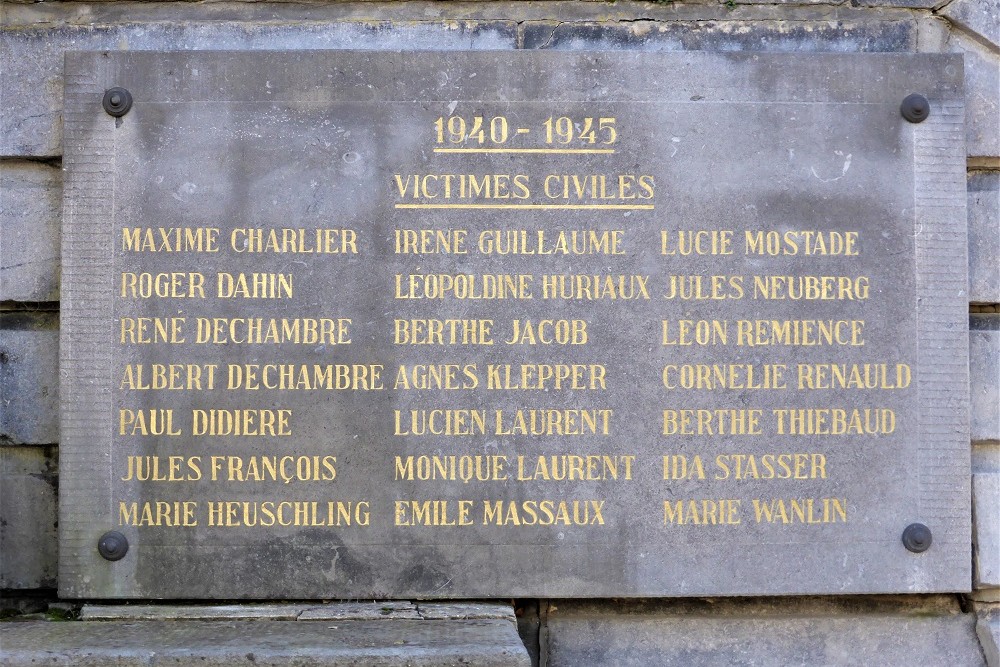 1940 - 1945
VICTIMES CIVILES
MAXIME CHARLIER
ROGER DAHIN
RENÉ DECHAMBRE
ALBERT DECHAMBRE
PAUL DIDIERE
JULES FRANÇOIS
MARIE HEUSCHLING
IRENE GUILLAUME
LÉOPOLDINE HURIAUX
BERTHE JACOB
AGNES KLEPPER
LUCIEN LAURENT
MONIQUE LAURENT
EMILE MASSAUX
LUCIE MOSTADE
JULES NEUBERG
LEON REMIENCE
CORNELIE RENAULD
BERTHE THIEBAUD
IDA STASSER
MARIE WANLIN